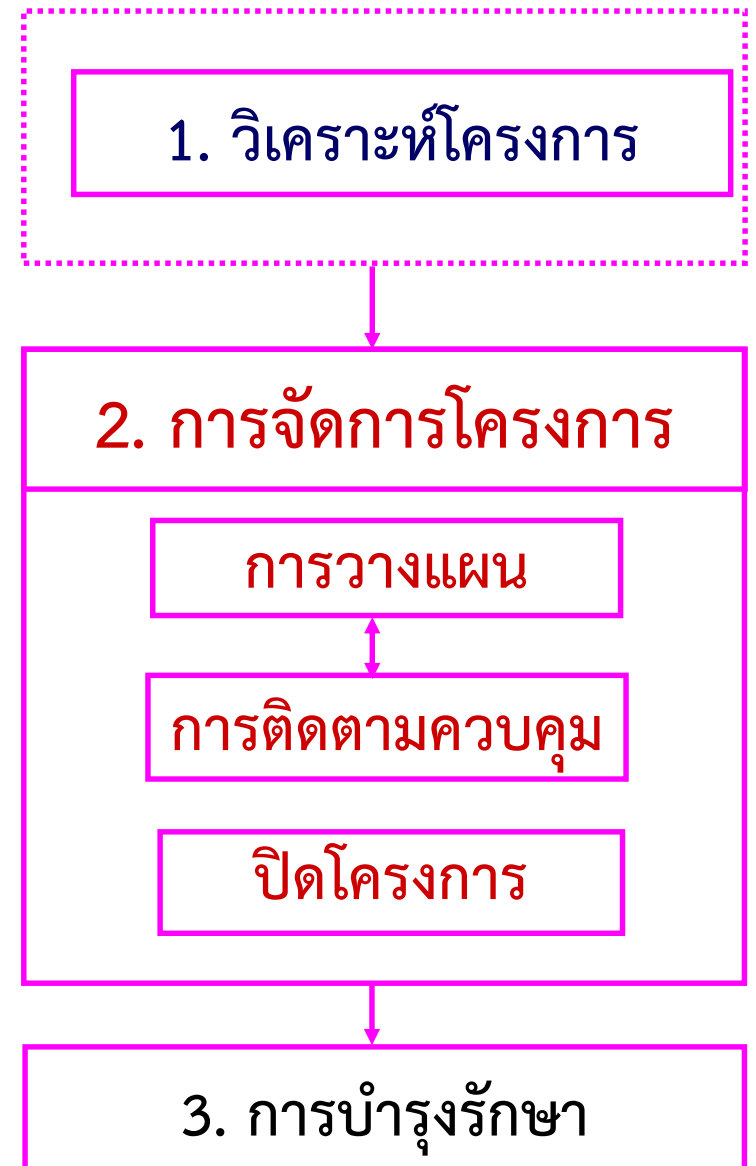 1. วิเคราะห์โครงการ
2. การจัดการโครงการ
การวางแผน
การติดตามควบคุม
ปิดโครงการ
3. การบำรุงรักษา